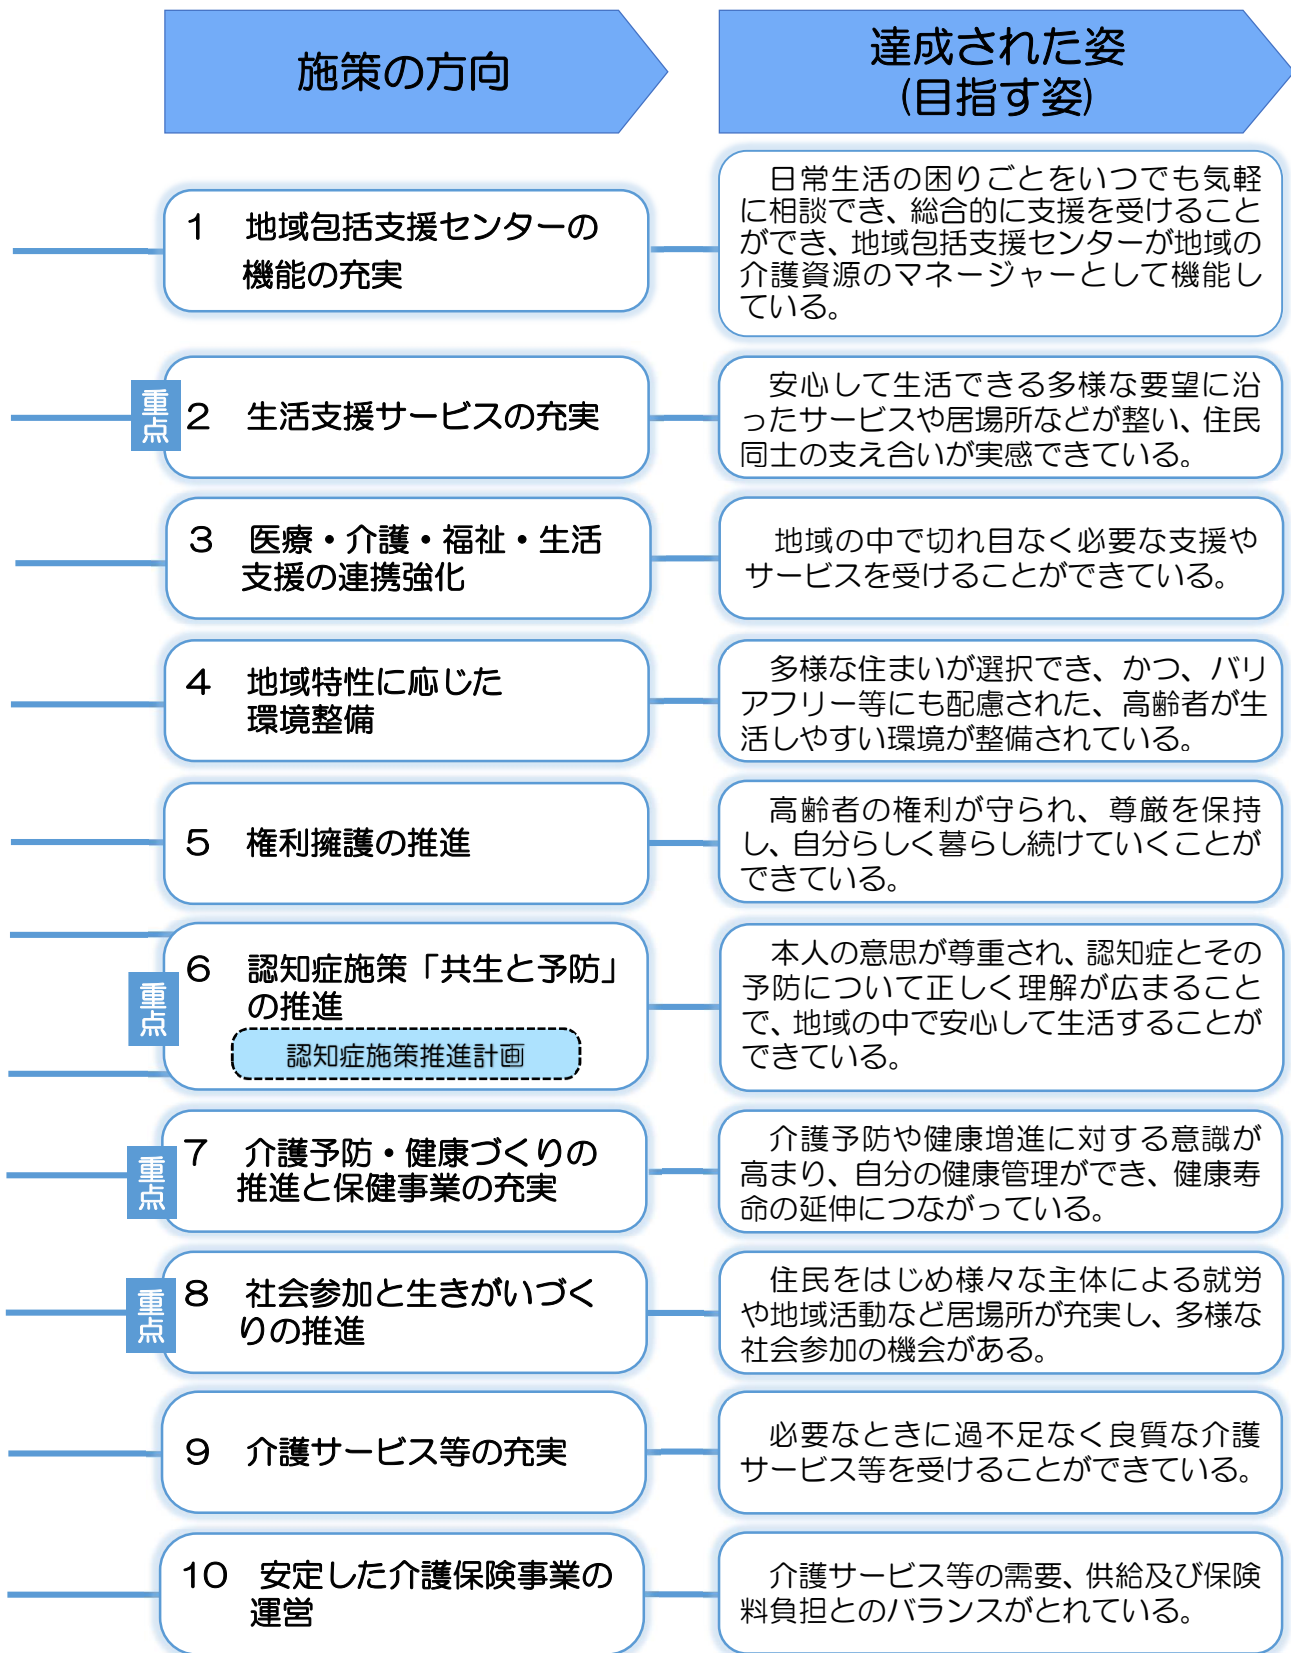 施策の方向
達成された姿
(目指す姿)
1 地域包括支援センターの
機能の充実
日常生活の困りごとをいつでも気軽
に相談でき、総合的に支援を受けること
ができ、地域包括支援センターが地域の
介護資源のマネージャーとして機能し
ている。
重点
2 生活支援サービスの充実
安心して生活できる多様な要望に沿
ったサービスや居場所などが整い、住民
同士の支え合いが実感できている。
3 医療・介護・福祉・生活
支援の連携強化
地域の中で切れ目なく必要な支援や
サービスを受けることができている。
4 地域特性に応じた
環境整備
多様な住まいが選択でき、かつ、バリ
アフリー等にも配慮された、高齢者が生
活しやすい環境が整備されている。
5 権利擁護の推進
高齢者の権利が守られ、尊厳を保持
し、自分らしく暮らし続けていくことが
できている。
重点
6 認知症施策「共生と予防」
の推進
認知症施策推進計画
本人の意思が尊重され、認知症とその
予防について正しく理解が広まること
で、地域の中で安心して生活することが
できている。
重点
7 介護予防・健康づくりの
推進と保健事業の充実
介護予防や健康増進に対する意識が
高まり、自分の健康管理ができ、健康寿
命の延伸につながっている。
重点
8 社会参加と生きがいづく
りの推進
住民をはじめ様々な主体による就労
や地域活動など居場所が充実し、多様な
社会参加の機会がある。
9 介護サービス等の充実
必要なときに過不足なく良質な介護
サービス等を受けることができている。
10 安定した介護保険事業の
運営
介護サービス等の需要、供給及び保険
料負担とのバランスがとれている。